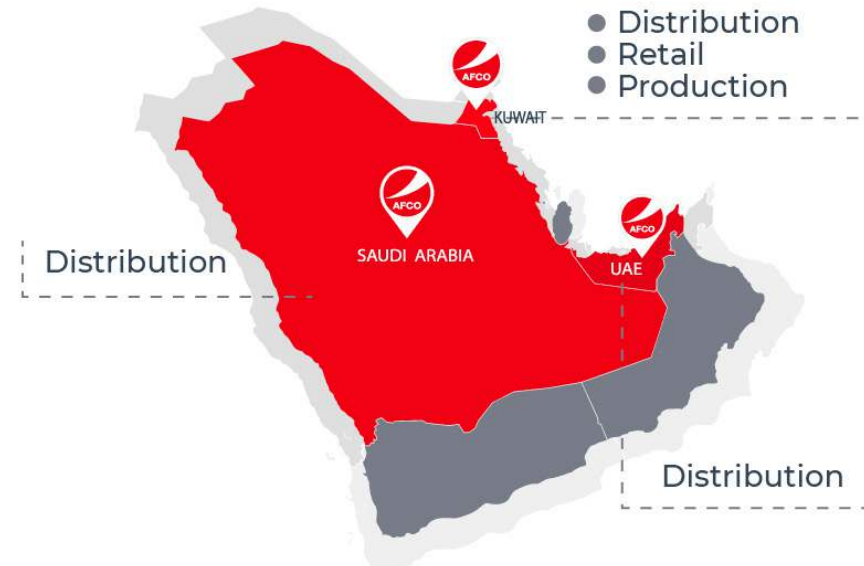 Distribution
Retail
Production
AFCO
KUWAIT
AFCO
SAUDI ARABIA
AFCO
UAE
Distribution
Distribution